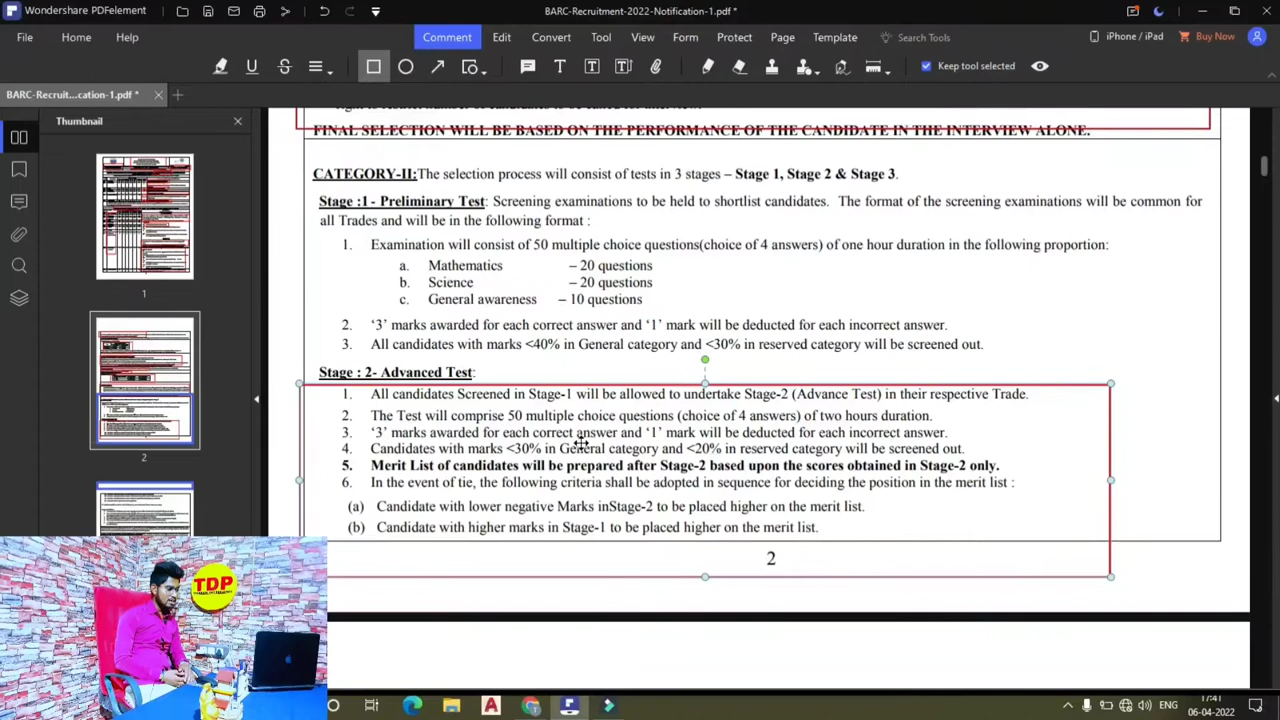 Wondershare PDFelement
BARC-Recruitment-2022-Notification-1.pdf *
File Home Help Comment Edit Convert Tool View Form Protect Page Template Search Tools iPhone / iPad Buy Now
Keep tool selected
BARC-Recruit...cation-1.pdf *
Thumbnail
1
2
FINAL SELECTION WILL BE BASED ON THE PERFORMANCE OF THE CANDIDATE IN THE INTERVIEW ALONE.
CATEGORY-II:The selection process will consist of tests in 3 stages – Stage 1, Stage 2 & Stage 3.
Stage :1- Preliminary Test: Screening examinations to be held to shortlist candidates. The format of the screening examinations will be common for
all Trades and will be in the following format :
1. Examination will consist of 50 multiple choice questions(choice of 4 answers) of one hour duration in the following proportion:
a. Mathematics – 20 questions
b. Science – 20 questions
c. General awareness – 10 questions
2. ‘3’ marks awarded for each correct answer and ‘1’ mark will be deducted for each incorrect answer.
3. All candidates with marks <40% in General category and <30% in reserved category will be screened out.
Stage : 2- Advanced Test:
1. All candidates Screened in Stage-1 will be allowed to undertake Stage-2 (Advance Test) in their respective Trade.
2. The Test will comprise 50 multiple choice questions (choice of 4 answers) of two hours duration.
3. ‘3’ marks awarded for each correct answer and ‘1’ mark will be deducted for each incorrect answer.
4. Candidates with marks <30% in General category and <20% in reserved category will be screened out.
5. Merit List of candidates will be prepared after Stage-2 based upon the scores obtained in Stage-2 only.
6. In the event of tie, the following criteria shall be adopted in sequence for deciding the position in the merit list :
(a) Candidate with lower negative Marks inStage-2 to be placed higher on the merit list.
(b) Candidate with higher marks in Stage-1 to be placed higher on the merit list.
2
TDP
ENG
17:41
06-04-2022